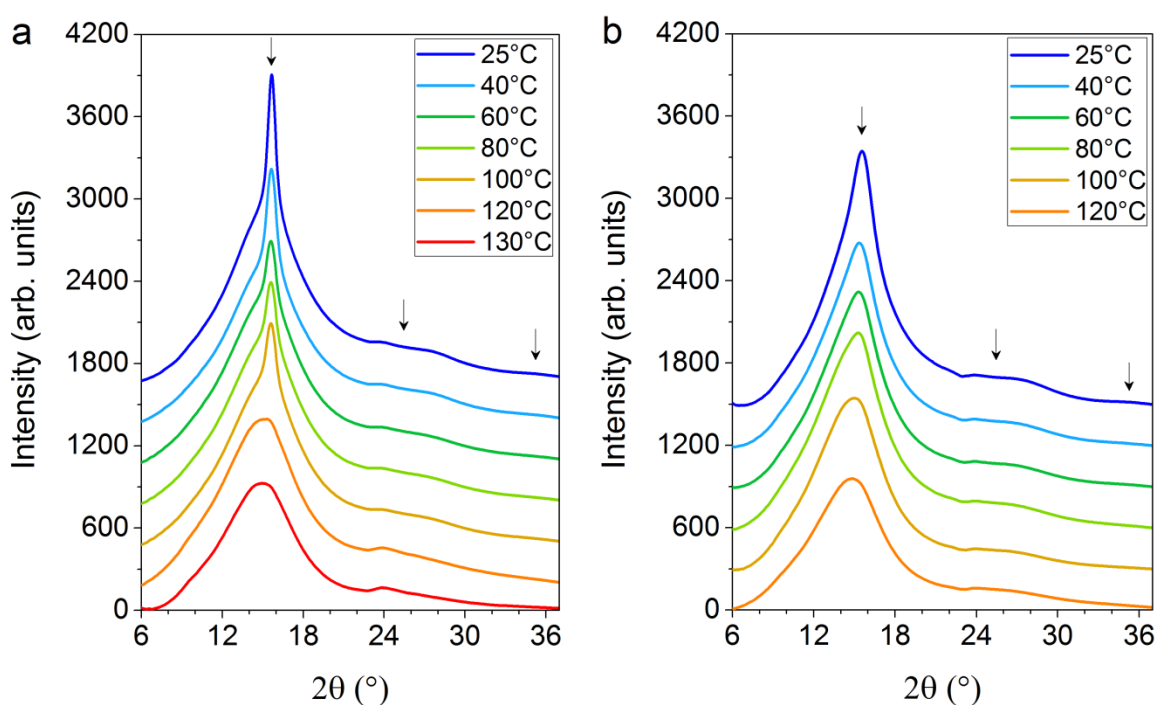 a
4200
3600
3000
2400
1800
1200
600
0
Intensity (arb. units)
25°C
40°C
60°C
80°C
100°C
120°C
130°C
6 12 18 24 30 36
2θ (°)
b
4200
3600
3000
2400
1800
1200
600
0
Intensity (arb. units)
25°C
40°C
60°C
80°C
100°C
120°C
6 12 18 24 30 36
2θ (°)